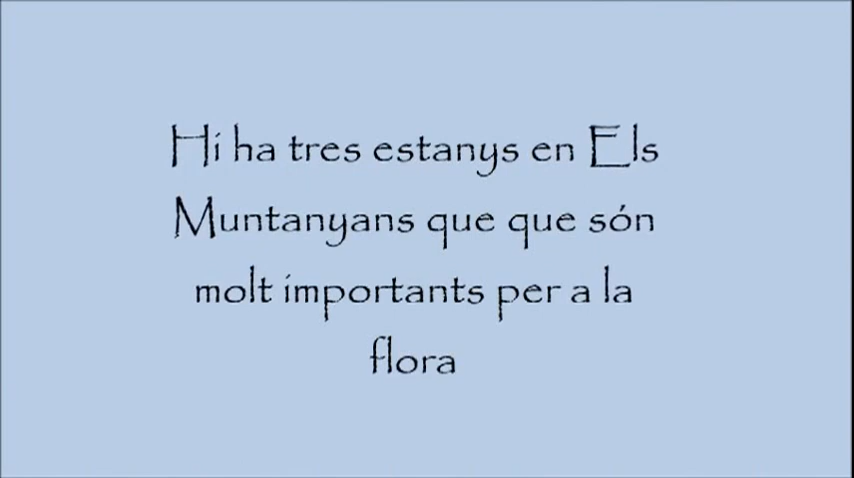 Hi ha tres estanys en Els
Muntanyans que que són
molt importants per a la
flora